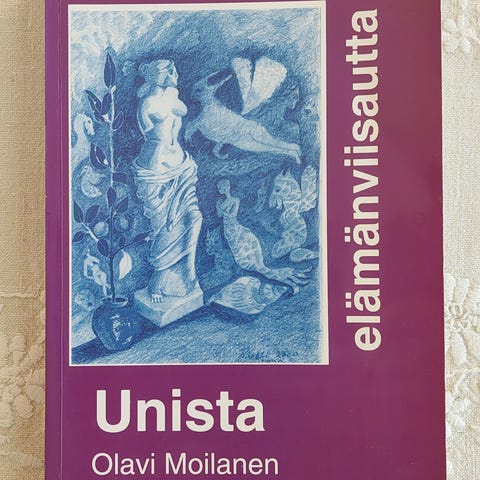 Unista
elämänviisautta
Olavi Moilanen